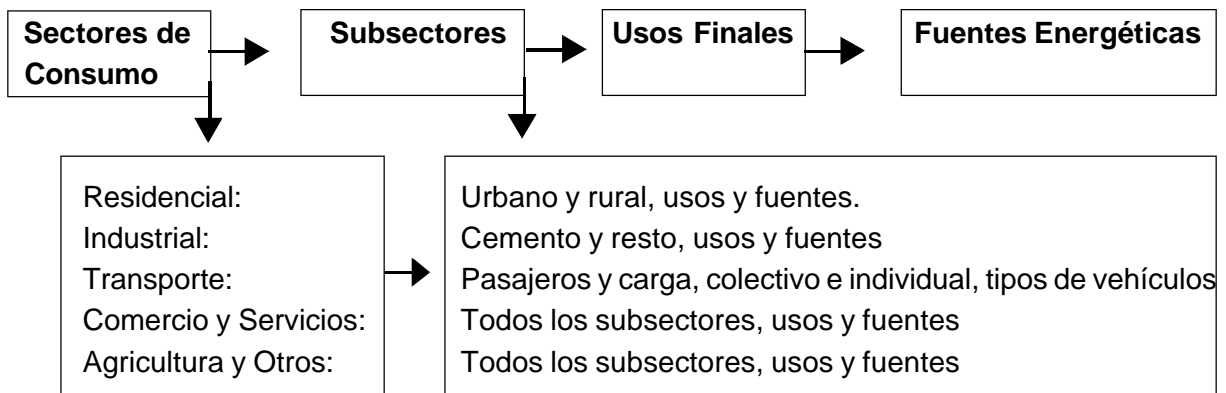 Sectores de
Consumo
Subsectores
Usos Finales
Fuentes Energéticas
Residencial:
Industrial:
Transporte:
Comercio y Servicios:
Agricultura y Otros:
Urbano y rural, usos y fuentes.
Cemento y resto, usos y fuentes
Pasajeros y carga, colectivo e individual, tipos de vehículos
Todos los subsectores, usos y fuentes
Todos los subsectores, usos y fuentes